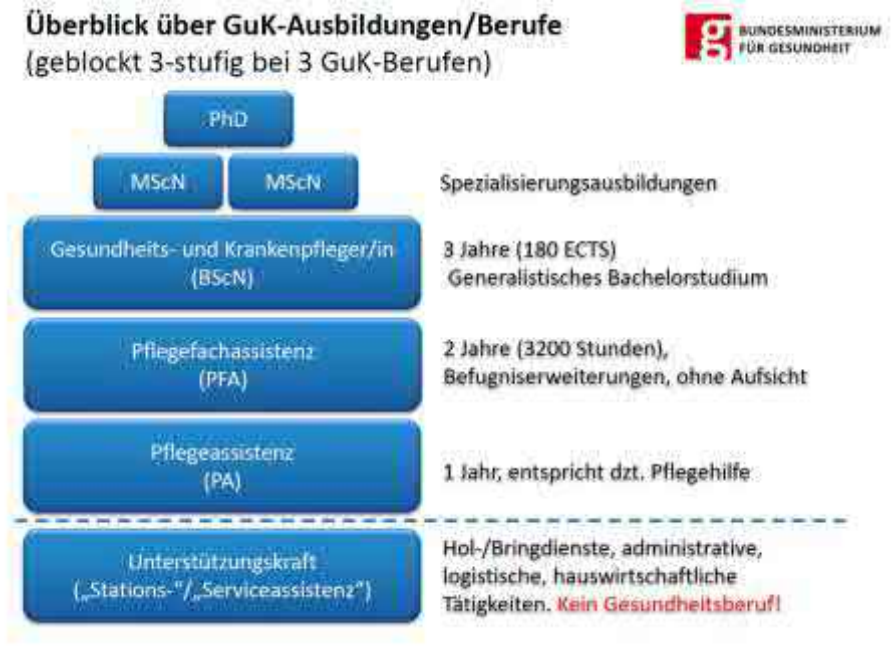 Überblick über GuK-Ausbildungen/Berufe
(geblockt 3-stufig bei 3 GuK-Berufen)
g
BUNDESMINISTERIUM
FÜR GESUNDHEIT
PhD
MScN
MScN
Spezialisierungsausbildungen
Gesundheits- und Krankenpfleger/in
(BScN)
3 Jahre (180 ECTS)
Generalistisches Bachelorstudium
Pflegefachassistenz
(PFA)
2 Jahre (3200 Stunden),
Befugniserweiterungen, ohne Aufsicht
Pflegeassistenz
(PA)
1 Jahr, entspricht dzt. Pflegehilfe
Unterstützungskraft
(„Stations-“/„Serviceassistenz“)
Hol-/Bringdienste, administrative,
logistische, hauswirtschaftliche
Tätigkeiten. Kein Gesundheitsberuf!